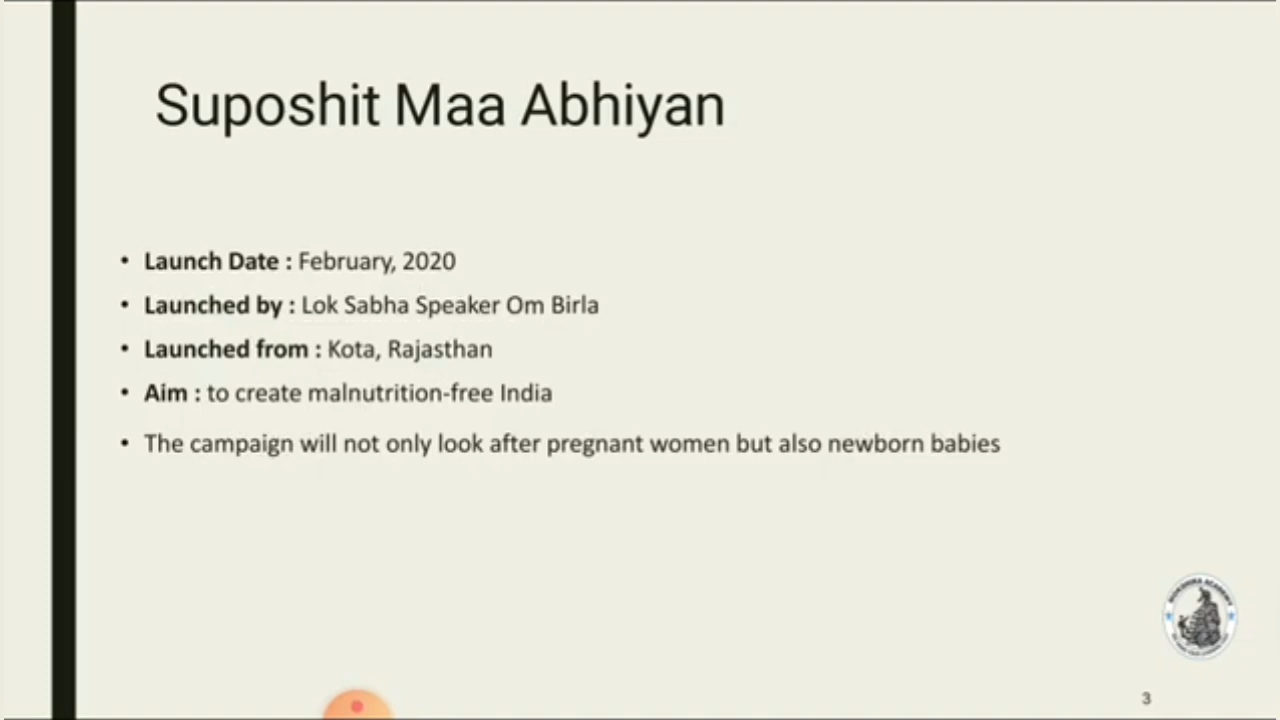 Suposhit Maa Abhiyan
• Launch Date : February, 2020
• Launched by : Lok Sabha Speaker Om Birla
• Launched from : Kota, Rajasthan
• Aim : to create malnutrition-free India
• The campaign will not only look after pregnant women but also newborn babies
3